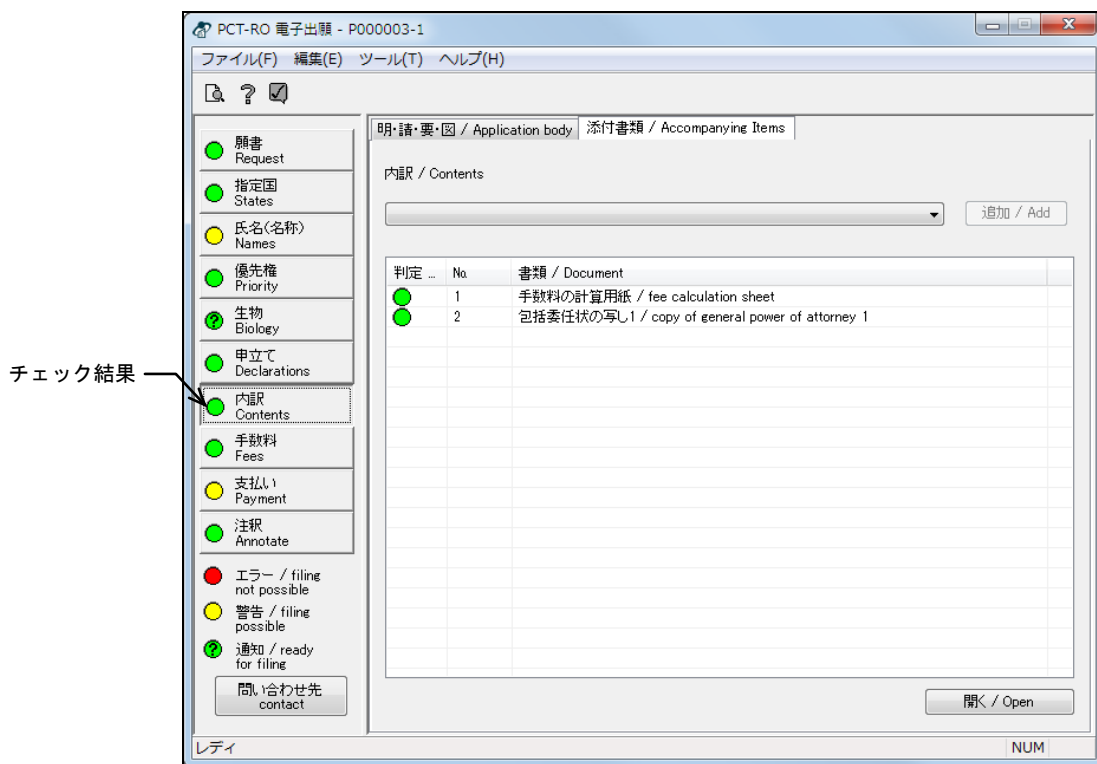 PCT-RO 電子出願 - P000003-1
ファイル(F) 編集(E) ツール(T) ヘルプ(H)
願書
Request
指定国
States
氏名(名称)
Names
優先権
Priority
生物
Biology
申立て
Declarations
チェック結果
内訳
Contents
手数料
Fees
支払い
Payment
注釈
Annotate
エラー / filing
not possible
警告 / filing
possible
通知 / ready
for filing
問い合わせ先
contact
明・請・要・図 / Application body
添付書類 / Accompanying Items
内訳 / Contents
追加 / Add
判定 ... No. 書類 / Document
1 手数料の計算用紙 / fee calculation sheet
2 包括委任状の写し1 / copy of general power of attorney 1
開く / Open
レディ
NUM